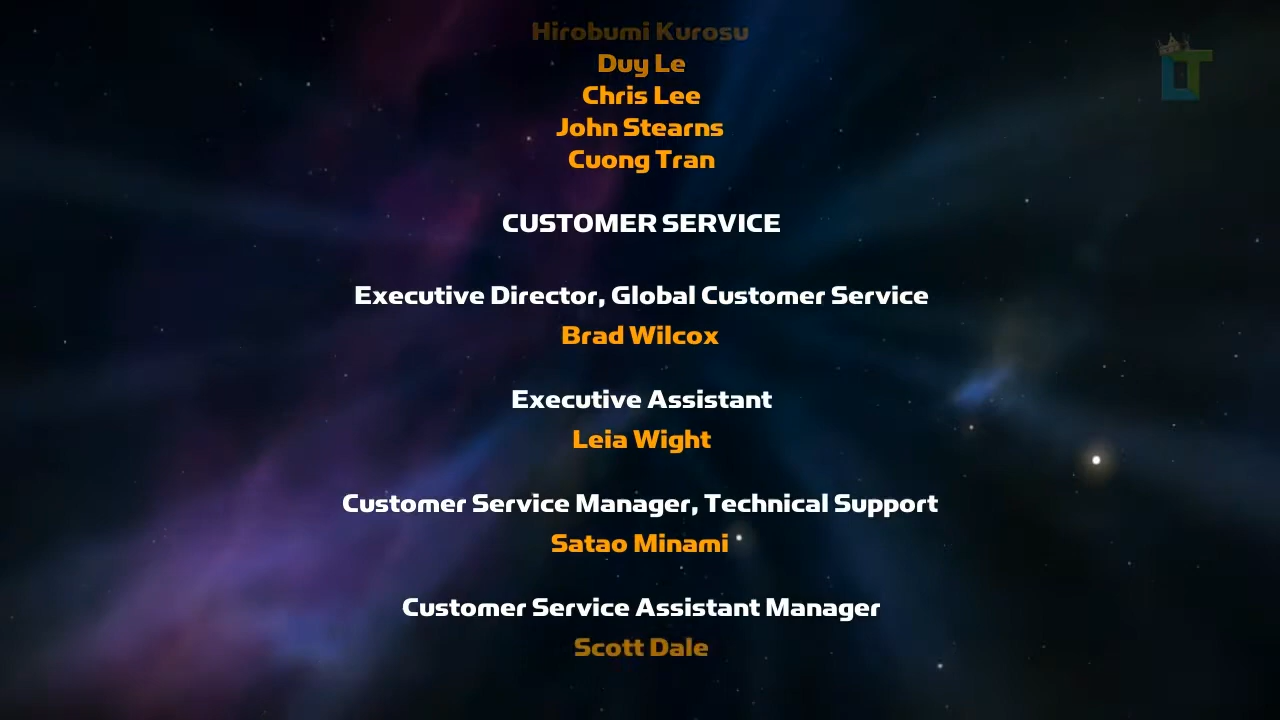 Hirobumi Kurosu
Duy Le
Chris Lee
John Stearns
Cuong Tran
CUSTOMER SERVICE
Executive Director, Global Customer Service
Brad Wilcox
Executive Assistant
Leia Wight
Customer Service Manager, Technical Support
Satao Minami
Customer Service Assistant Manager
Scott Dale
LT